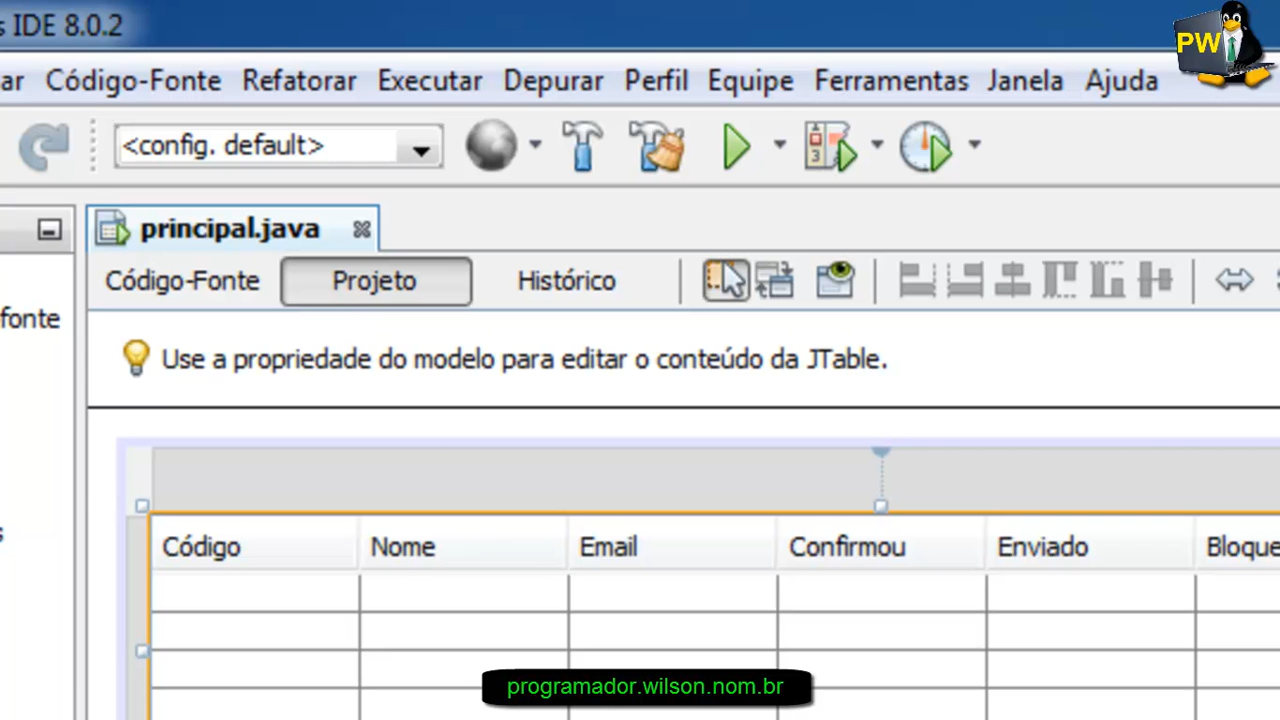 s IDE 8.0.2
PW
ar Código-Fonte Refatorar Executar Depurar Perfil Equipe Ferramentas Janela Ajuda
<config. default>
principal.java
Código-Fonte Projeto Histórico
fonte
Use a propriedade do modelo para editar o conteúdo da JTable.
s
Código Nome Email Confirmou Enviado Bloque
programador.wilson.nom.br